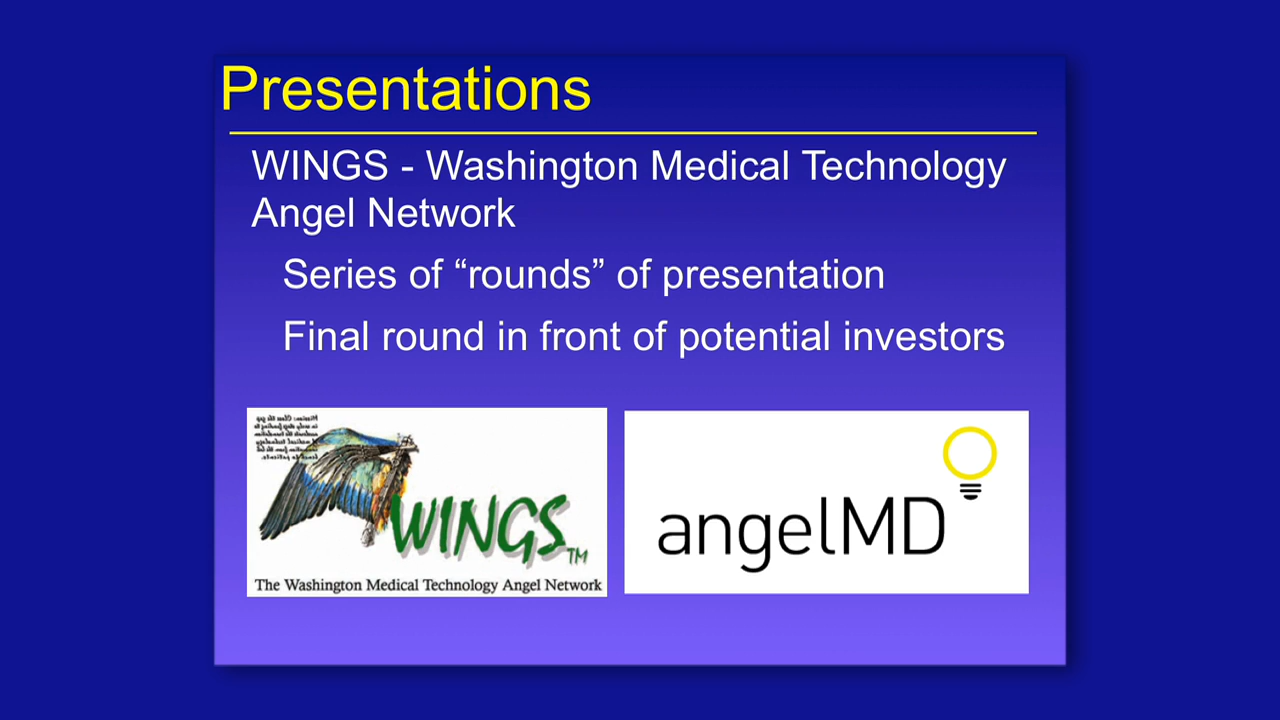 Presentations
WINGS - Washington Medical Technology
Angel Network
Series of “rounds” of presentation
Final round in front of potential investors
WINGS TM
The Washington Medical Technology Angel Network
angelMD